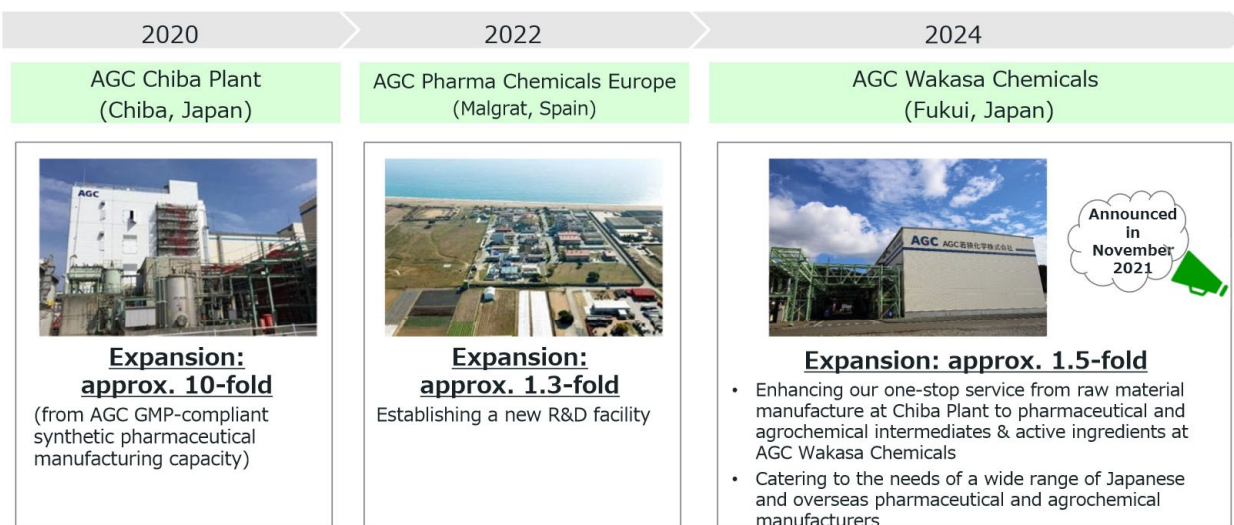 2020
2022
2024
AGC Chiba Plant
(Chiba, Japan)
AGC Pharma Chemicals Europe
(Malgrat, Spain)
AGC Wakasa Chemicals
(Fukui, Japan)
AGC
Expansion:
approx. 10-fold
(from AGC GMP-compliant
synthetic pharmaceutical
manufacturing capacity)
Expansion:
approx. 1.3-fold
Establishing a new R&D facility
AGC AGC若狭化学株式会社
Announced
in
November
2021
Expansion: approx. 1.5-fold
• Enhancing our one-stop service from raw material
manufacture at Chiba Plant to pharmaceutical and
agrochemical intermediates & active ingredients at
AGC Wakasa Chemicals
• Catering to the needs of a wide range of Japanese
and overseas pharmaceutical and agrochemical
manufacturers